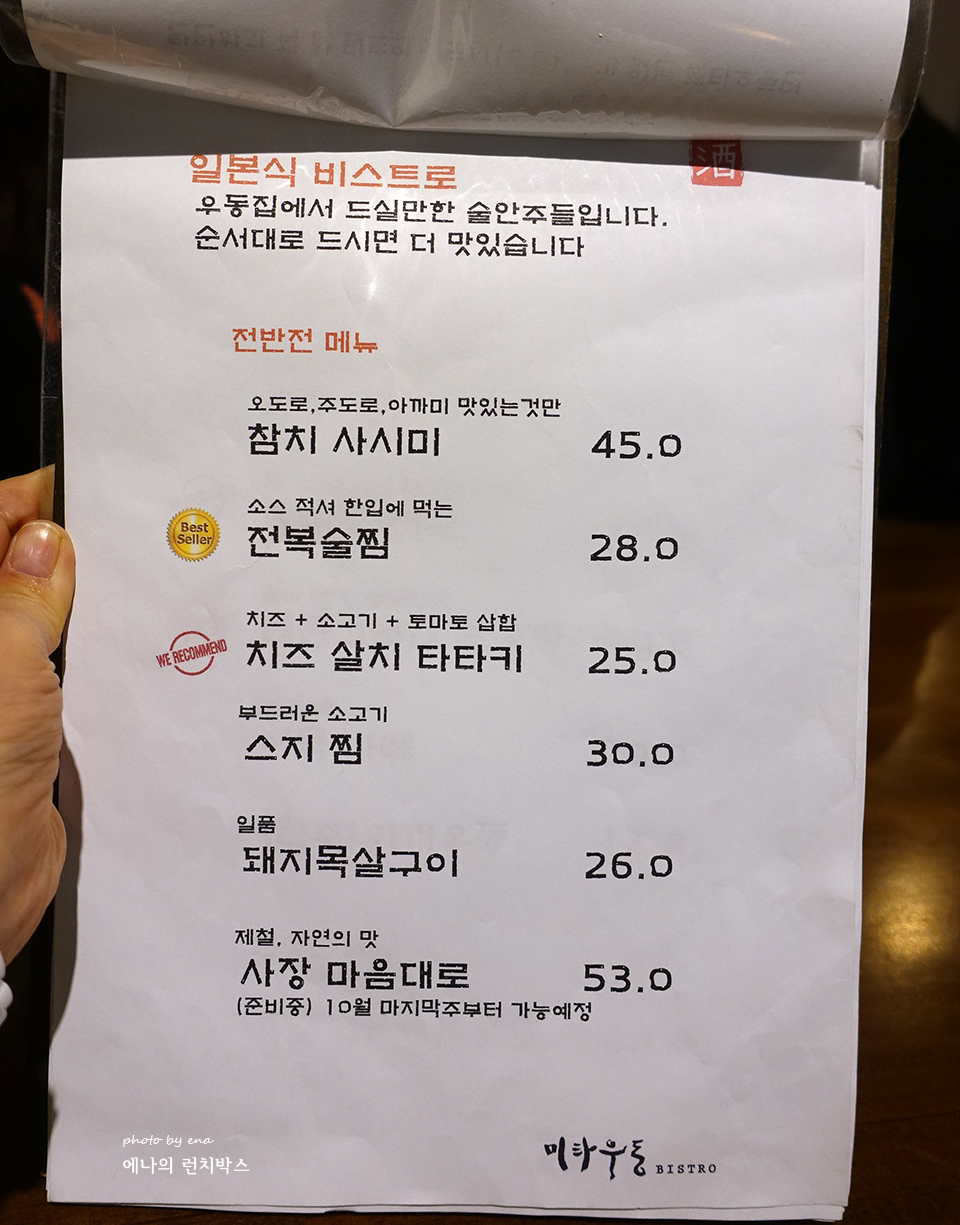 酒
일본식 비스트로
우동집에서 드실만한 술안주들입니다.
순서대로 드시면 더 맛있습니다
전반전 메뉴
오도로,주도로,아까미 맛있는것만
참치 사시미 45.0
소스 적셔 한입에 먹는
Best Seller
전복술찜 28.0
치즈 + 소고기 + 토마토 삽합
WE RECOMMEND
치즈 살치 타타키 25.0
부드러운 소고기
스지 찜 30.0
일품
돼지목살구이 26.0
제철, 자연의 맛
사장 마음대로 53.0
(준비중) 10월 마지막주부터 가능예정
photo by ena
에나의 런치박스
미타우동 BISTRO